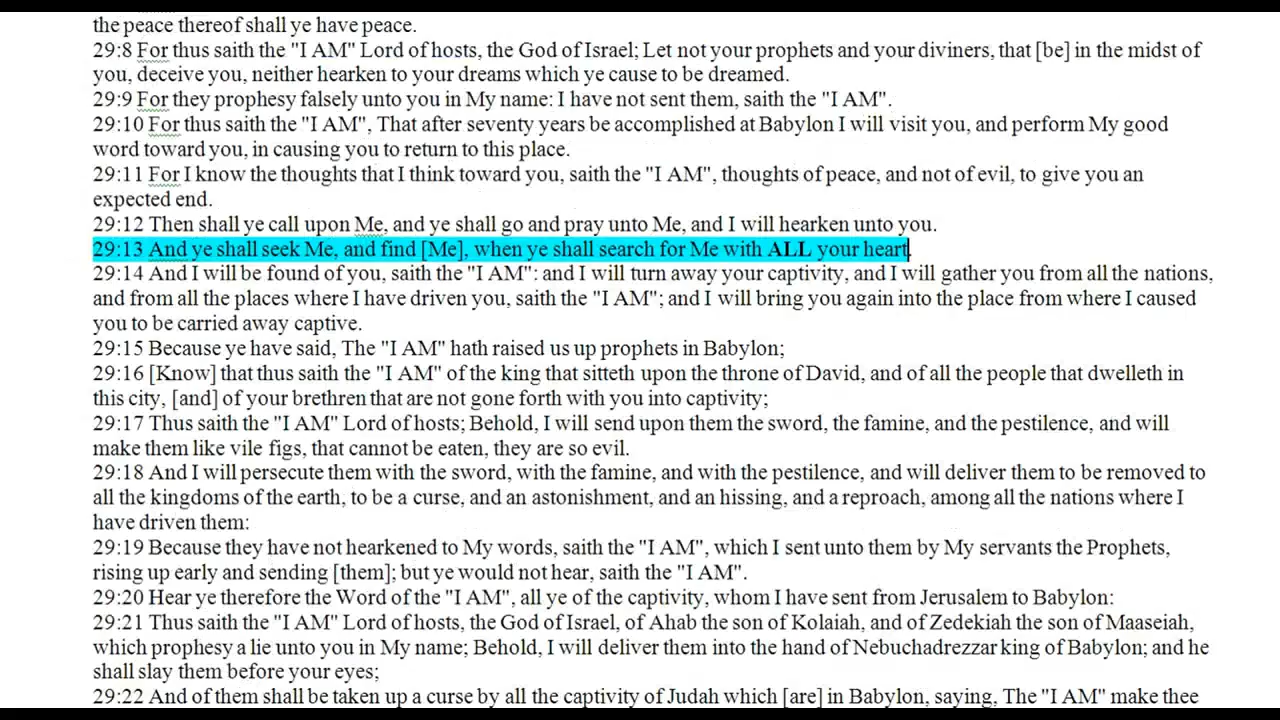 the peace thereof shall ye have peace.
29:8 For thus saith the "I AM" Lord of hosts, the God of Israel; Let not your prophets and your diviners, that [be] in the midst of
you, deceive you, neither hearken to your dreams which ye cause to be dreamed.
29:9 For they prophesy falsely unto you in My name: I have not sent them, saith the "I AM".
29:10 For thus saith the "I AM", That after seventy years be accomplished at Babylon I will visit you, and perform My good
word toward you, in causing you to return to this place.
29:11 For I know the thoughts that I think toward you, saith the "I AM", thoughts of peace, and not of evil, to give you an
expected end.
29:12 Then shall ye call upon Me, and ye shall go and pray unto Me, and I will hearken unto you.
29:13 And ye shall seek Me, and find [Me], when ye shall search for Me with ALL your heart.
29:14 And I will be found of you, saith the "I AM": and I will turn away your captivity, and I will gather you from all the nations,
and from all the places where I have driven you, saith the "I AM"; and I will bring you again into the place from where I caused
you to be carried away captive.
29:15 Because ye have said, The "I AM" hath raised us up prophets in Babylon;
29:16 [Know] that thus saith the "I AM" of the king that sitteth upon the throne of David, and of all the people that dwelleth in
this city, [and] of your brethren that are not gone forth with you into captivity;
29:17 Thus saith the "I AM" Lord of hosts; Behold, I will send upon them the sword, the famine, and the pestilence, and will
make them like vile figs, that cannot be eaten, they are so evil.
29:18 And I will persecute them with the sword, with the famine, and with the pestilence, and will deliver them to be removed to
all the kingdoms of the earth, to be a curse, and an astonishment, and an hissing, and a reproach, among all the nations where I
have driven them:
29:19 Because they have not hearkened to My words, saith the "I AM", which I sent unto them by My servants the Prophets,
rising up early and sending [them]; but ye would not hear, saith the "I AM".
29:20 Hear ye therefore the Word of the "I AM", all ye of the captivity, whom I have sent from Jerusalem to Babylon:
29:21 Thus saith the "I AM" Lord of hosts, the God of Israel, of Ahab the son of Kolaiah, and of Zedekiah the son of Maaseiah,
which prophesy a lie unto you in My name; Behold, I will deliver them into the hand of Nebuchadrezzar king of Babylon; and he
shall slay them before your eyes;
29:22 And of them shall be taken up a curse by all the captivity of Judah which [are] in Babylon, saying, The "I AM" make thee